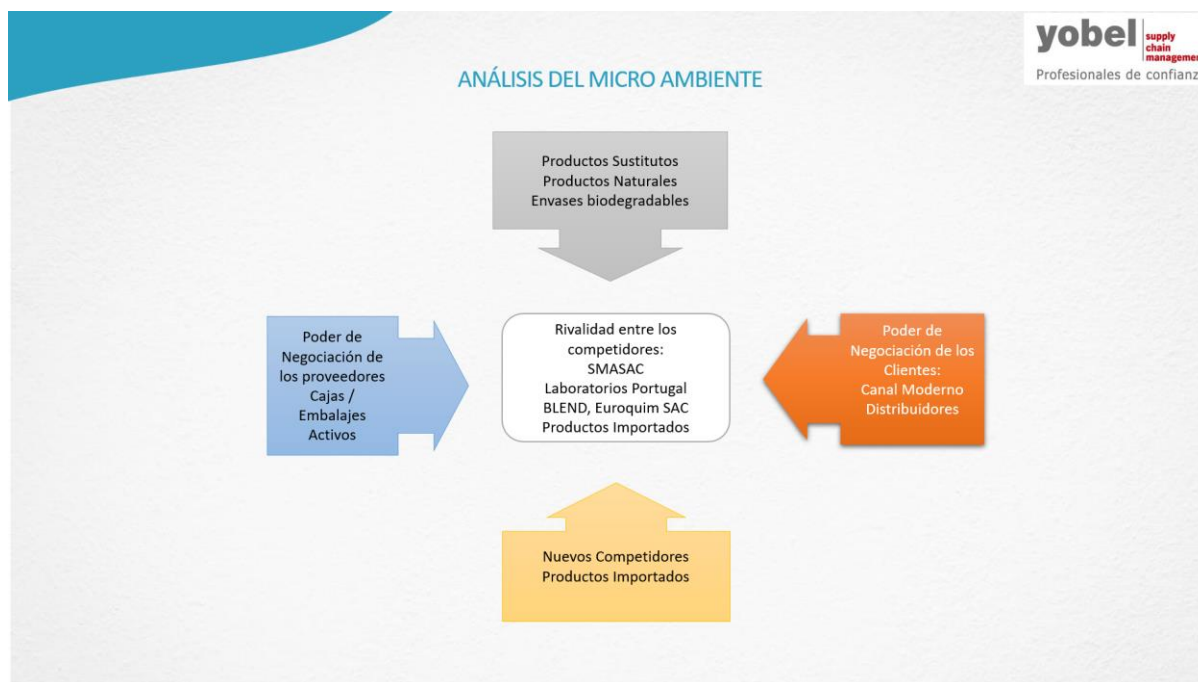 yobel
supply
chain
managemen
Profesionales de confianz
ANÁLISIS DEL MICRO AMBIENTE
Productos Sustitutos
Productos Naturales
Envases biodegradables
Poder de
Negociación de
los proveedores
Cajas /
Embalajes
Activos
Rivalidad entre los
competidores:
SMASAC
Laboratorios Portugal
BLEND, Euroquim SAC
Productos Importados
Poder de
Negociación de los
Clientes:
Canal Moderno
Distribuidores
Nuevos Competidores
Productos Importados